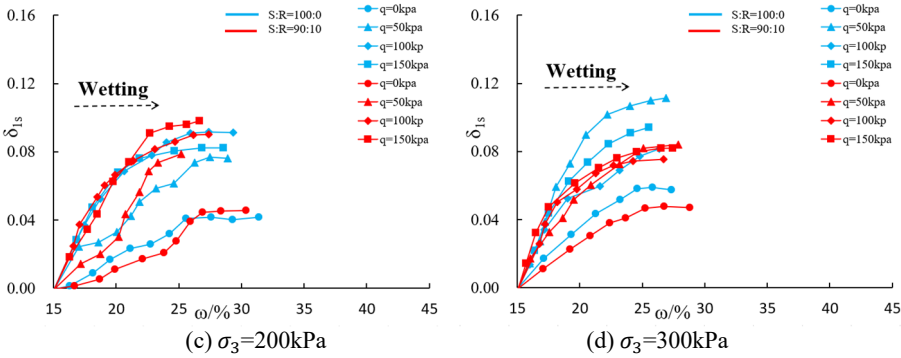 0.16
0.12
0.08
0.04
0.00
δ1s
15 20 25 30 35 40 45
ω/%
S:R=100:0
S:R=90:10
Wetting
q=0kpa
q=50kpa
q=100kp
q=150kpa
q=0kpa
q=50kpa
q=100kp
q=150kpa
(c) σ3=200kPa
0.16
0.12
0.08
0.04
0.00
δ1s
15 20 25 30 35 40 45
ω/%
S:R=100:0
S:R=90:10
Wetting
q=0kpa
q=50kpa
q=100kp
q=150kpa
q=0kpa
q=50kpa
q=100kp
q=150kpa
(d) σ3=300kPa